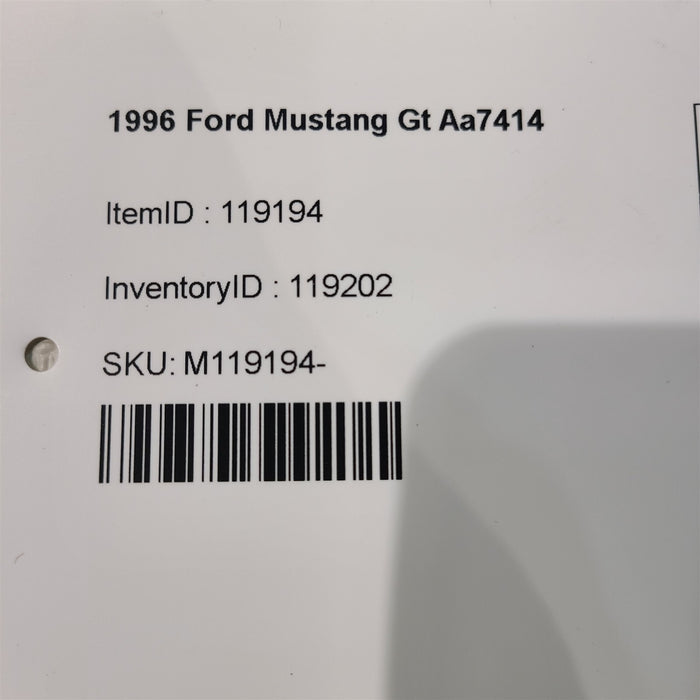 1996 Ford Mustang Gt Aa7414
ItemID : 119194
InventoryID : 119202
SKU: M119194-